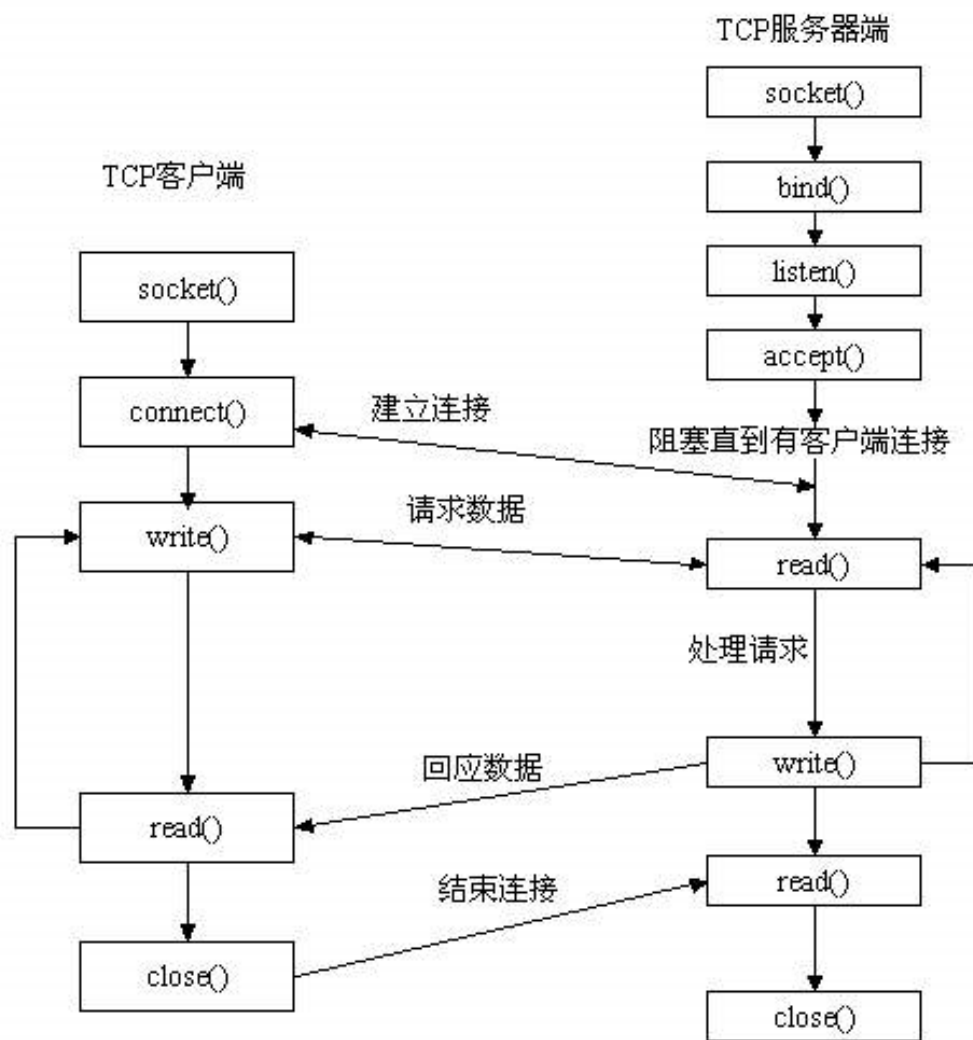 TCP服务器端
socket()
bind()
TCP客户端
listen()
socket()
accept()
connect()
建立连接
阻塞直到有客户端连接
请求数据
write()
read()
处理请求
回应数据
write()
read()
结束连接
read()
close()
close()